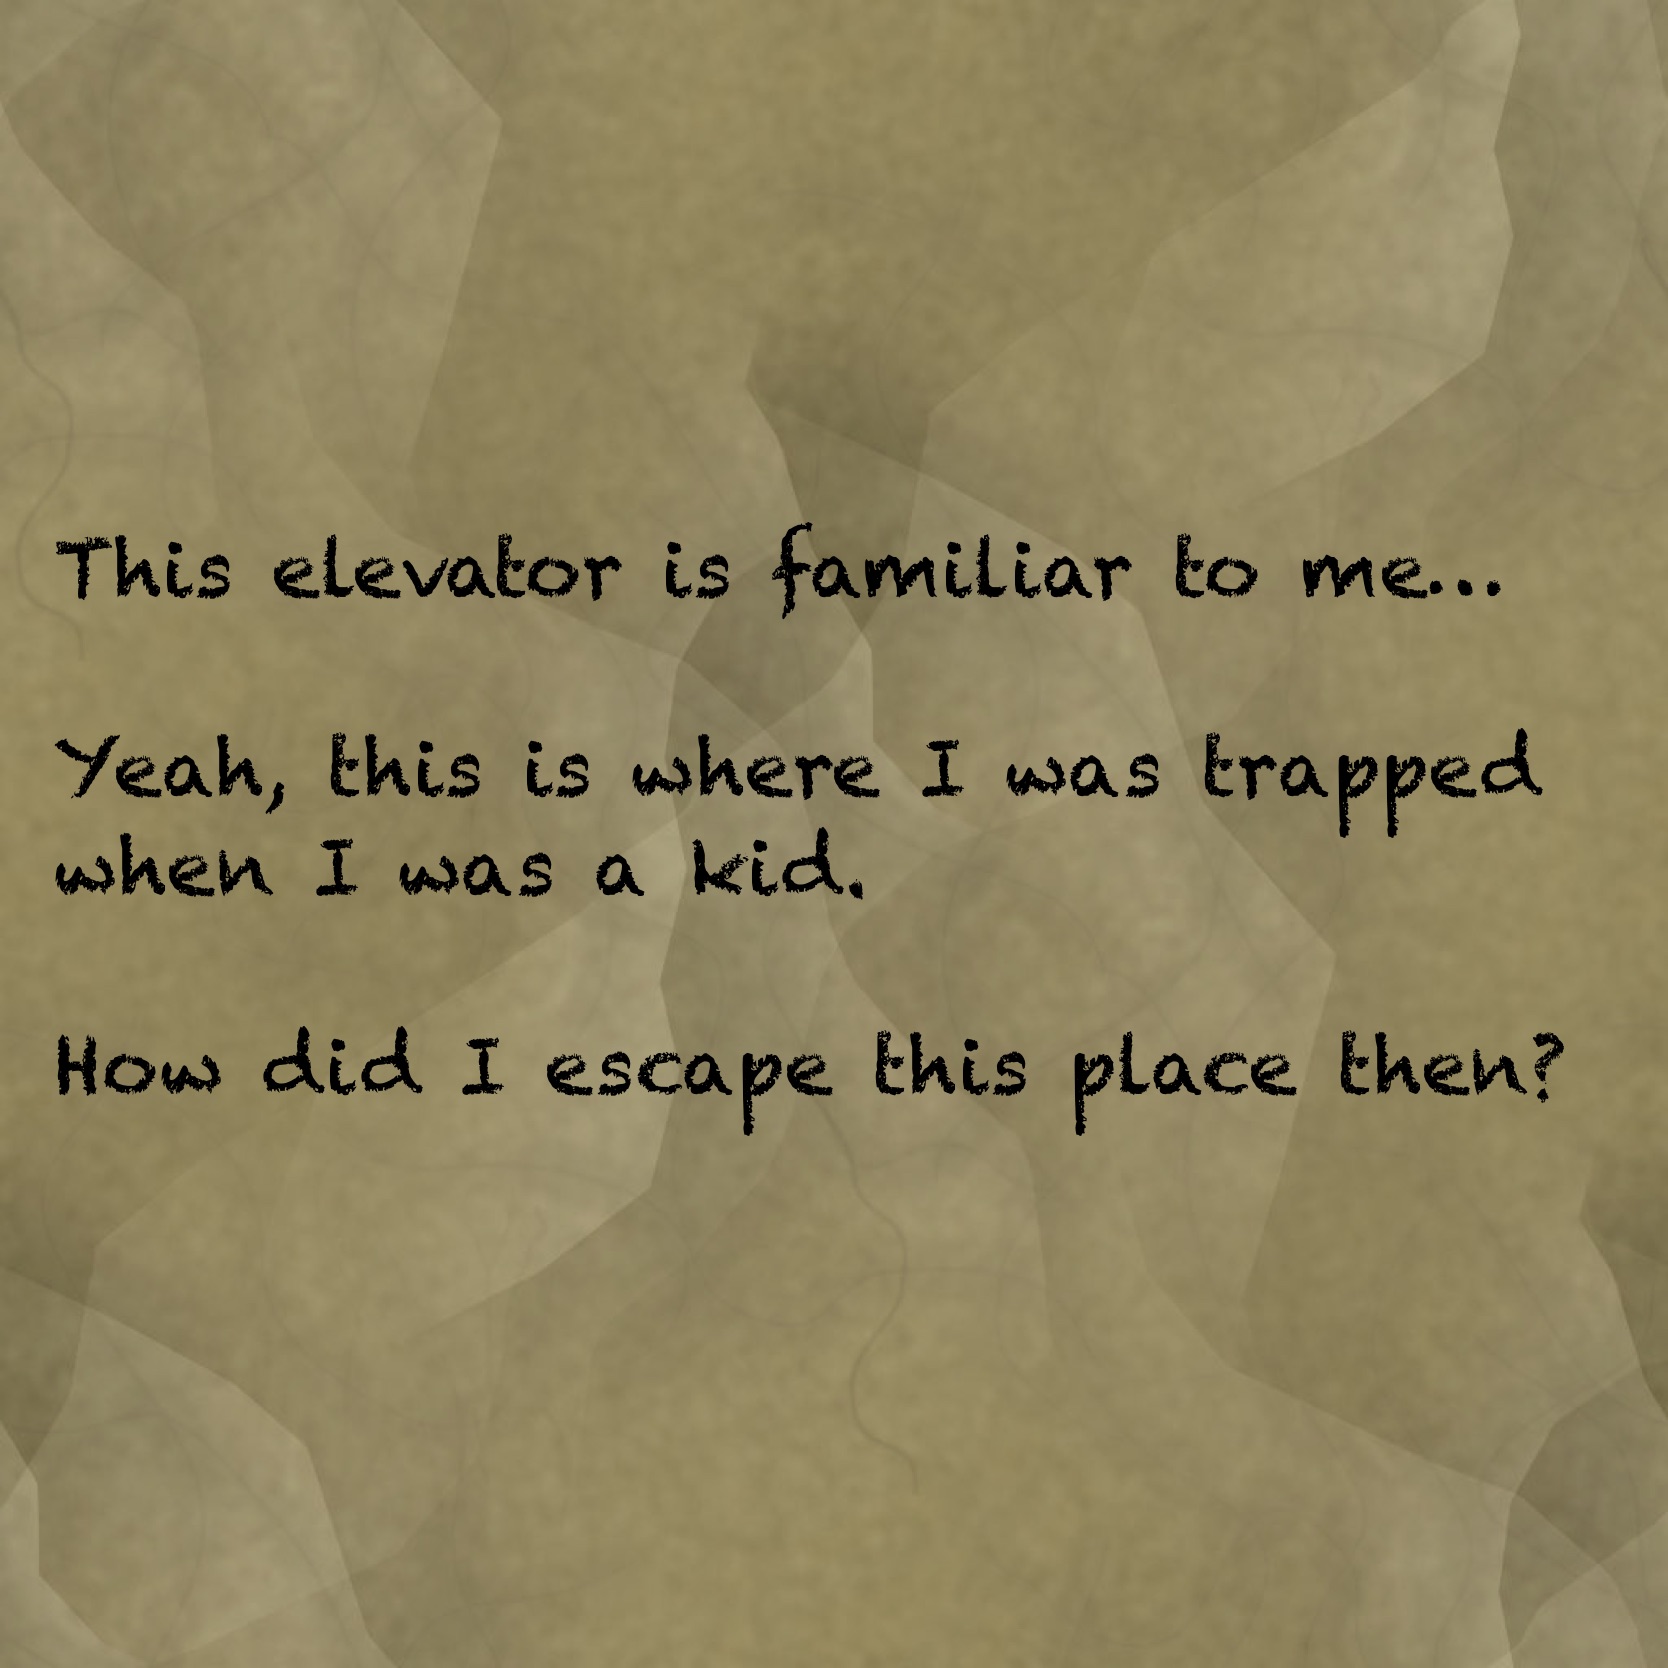 This elevator is familiar to me...
Yeah, this is where I was trapped
when I was a kid.
How did I escape this place then?